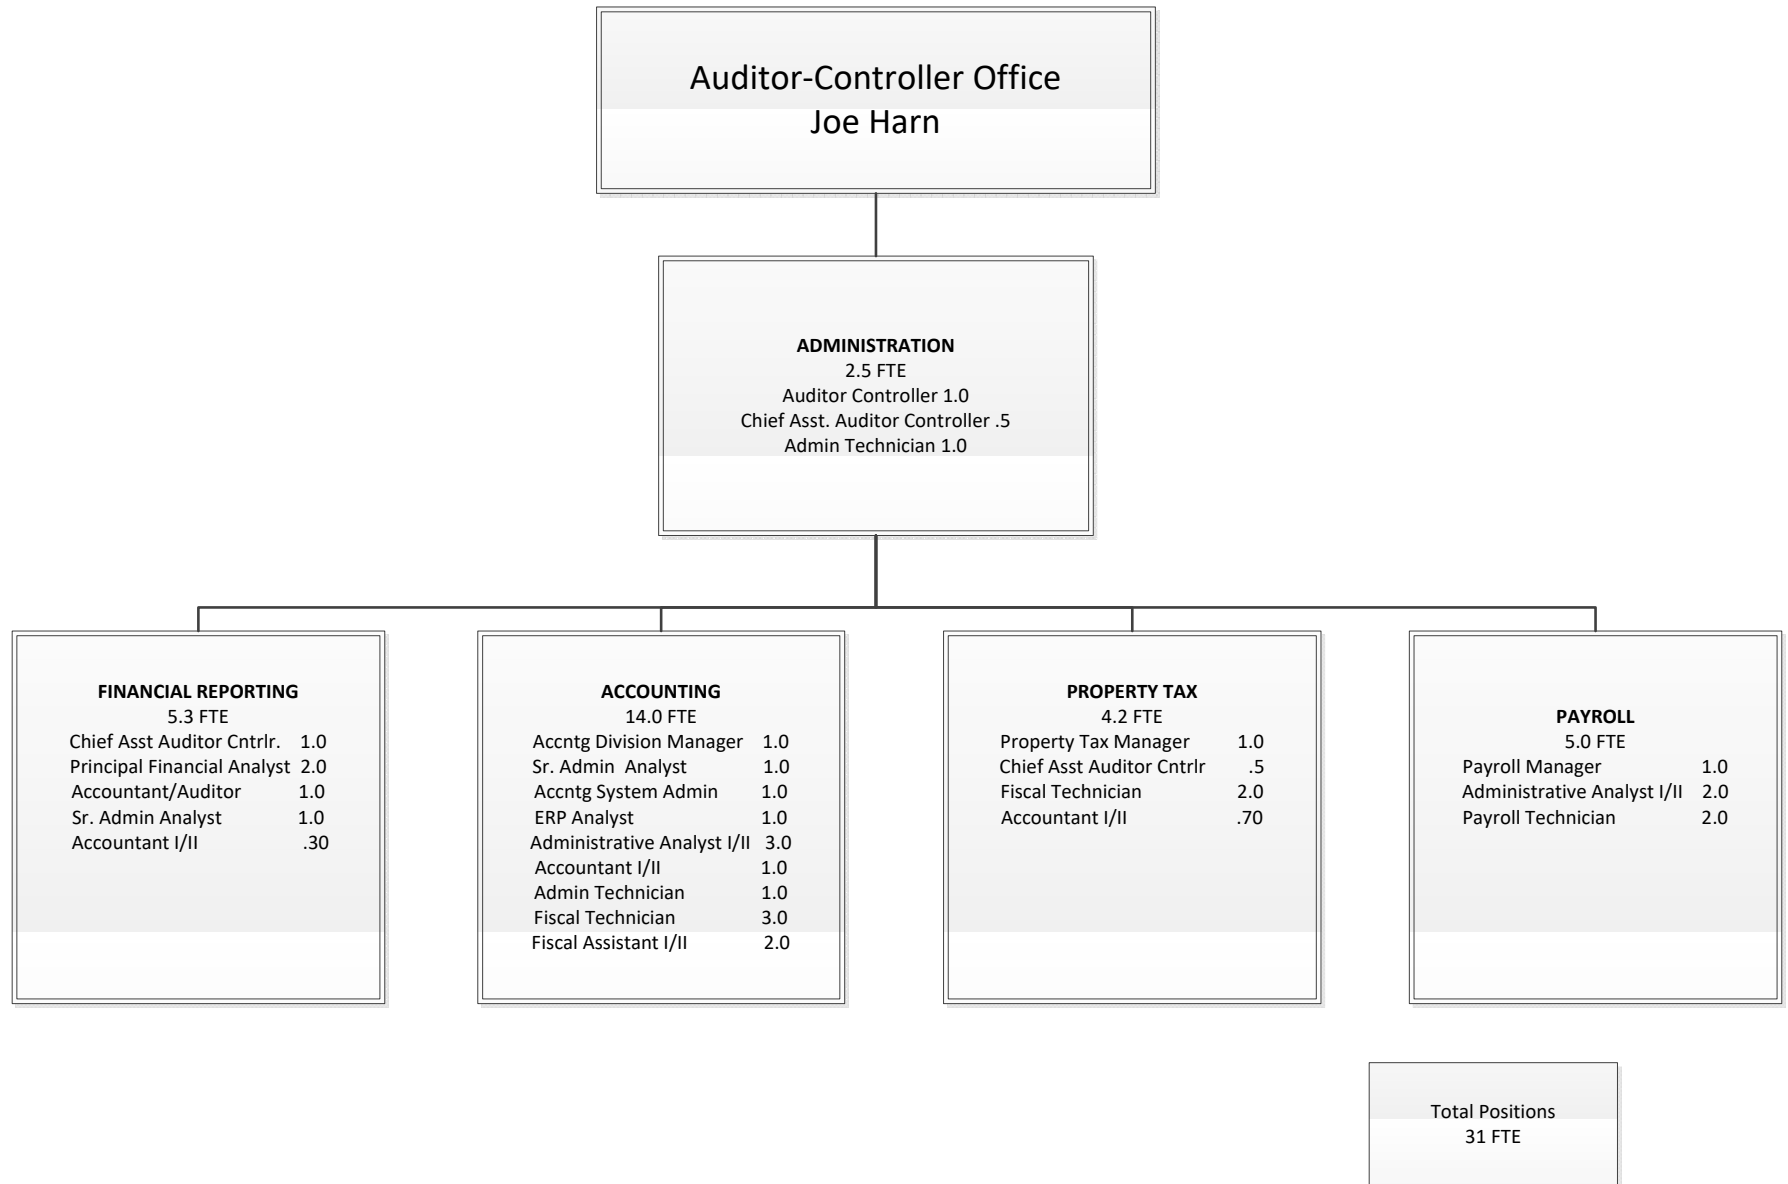 Auditor-Controller Office
Joe Harn
ADMINISTRATION
2.5 FTE
Auditor Controller 1.0
Chief Asst. Auditor Controller .5
Admin Technician 1.0
FINANCIAL REPORTING
5.3 FTE
Chief Asst Auditor Cntrlr. 1.0
Principal Financial Analyst 2.0
Accountant/Auditor 1.0
Sr. Admin Analyst 1.0
Accountant I/II .30
ACCOUNTING
14.0 FTE
Accntg Division Manager 1.0
Sr. Admin Analyst 1.0
Accntg System Admin 1.0
ERP Analyst 1.0
Administrative Analyst I/II 3.0
Accountant I/II 1.0
Admin Technician 1.0
Fiscal Technician 3.0
Fiscal Assistant I/II 2.0
PROPERTY TAX
4.2 FTE
Property Tax Manager 1.0
Chief Asst Auditor Cntrlr .5
Fiscal Technician 2.0
Accountant I/II .70
PAYROLL
5.0 FTE
Payroll Manager 1.0
Administrative Analyst I/II 2.0
Payroll Technician 2.0
Total Positions
31 FTE